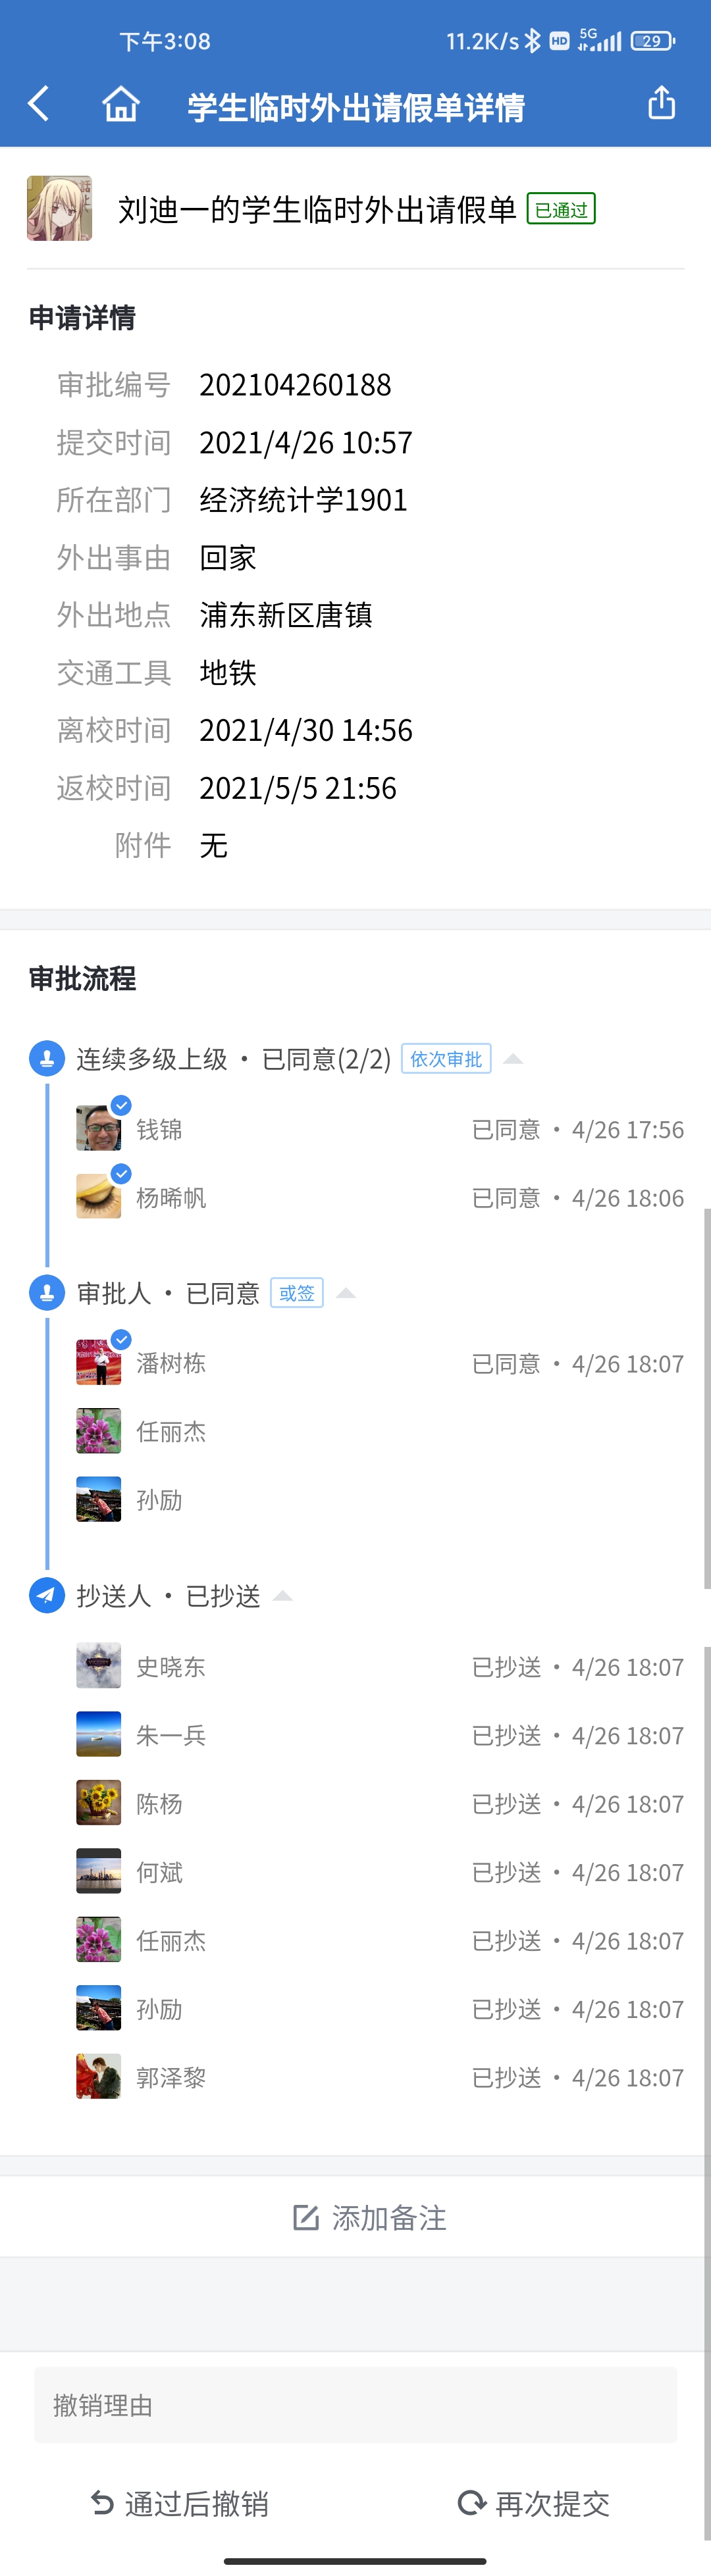 下午3:08 11.2K/s HD 5G 29
学生临时外出请假单详情
刘迪一的学生临时外出请假单 已通过
申请详情
审批编号 202104260188
提交时间 2021/4/26 10:57
所在部门 经济统计学1901
外出事由 回家
外出地点 浦东新区唐镇
交通工具 地铁
离校时间 2021/4/30 14:56
返校时间 2021/5/5 21:56
附件 无
审批流程
连续多级上级 · 已同意(2/2) 依次审批
钱锦 已同意 · 4/26 17:56
杨晞帆 已同意 · 4/26 18:06
审批人 · 已同意 或签
潘树栋 已同意 · 4/26 18:07
任丽杰
孙励
抄送人 · 已抄送
史晓东 已抄送 · 4/26 18:07
朱一兵 已抄送 · 4/26 18:07
陈杨 已抄送 · 4/26 18:07
何斌 已抄送 · 4/26 18:07
任丽杰 已抄送 · 4/26 18:07
孙励 已抄送 · 4/26 18:07
郭泽黎 已抄送 · 4/26 18:07
添加备注
撤销理由
通过后撤销 再次提交